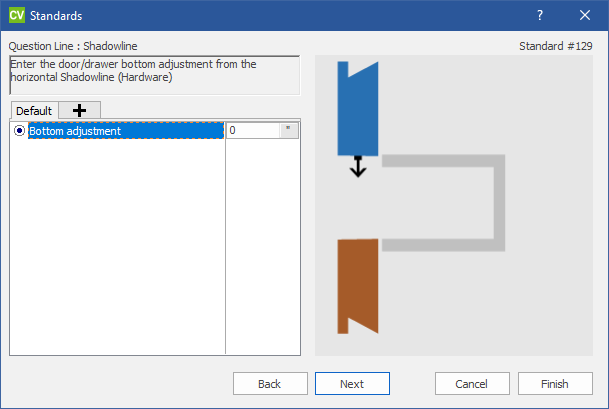 CV Standards ?
Question Line : Shadowline Standard #129
Enter the door/drawer bottom adjustment from the
horizontal Shadowline (Hardware)
Default
Bottom adjustment 0 "
Back Next Cancel Finish